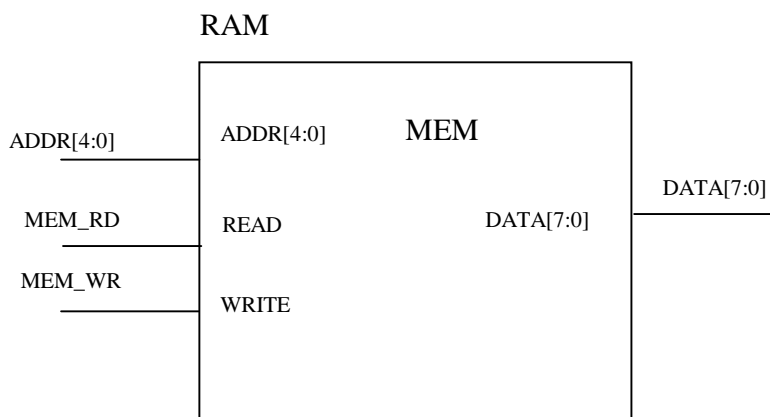 RAM
ADDR[4:0]
ADDR[4:0]
MEM
MEM_RD
READ
DATA[7:0]
DATA[7:0]
MEM_WR
WRITE